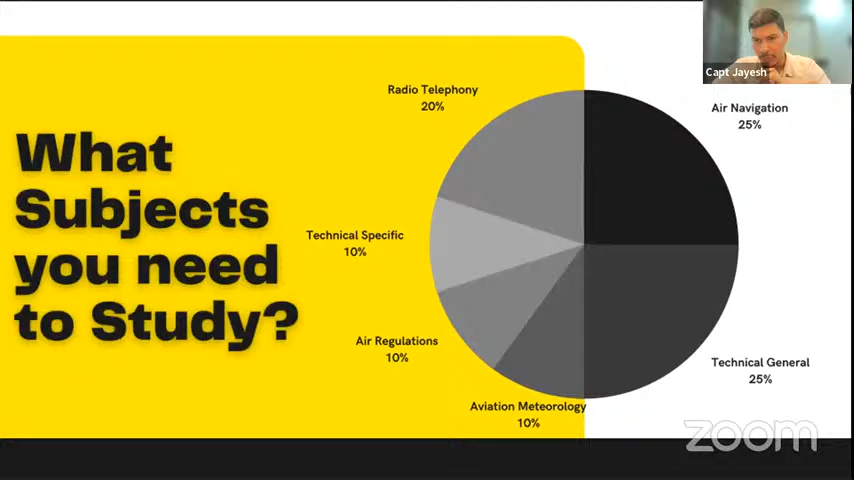 Capt Jayesh
What
Subjects
you need
to Study?
Radio Telephony
20%
Air Navigation
25%
Technical Specific
10%
Air Regulations
10%
Technical General
25%
Aviation Meteorology
10%
zoom